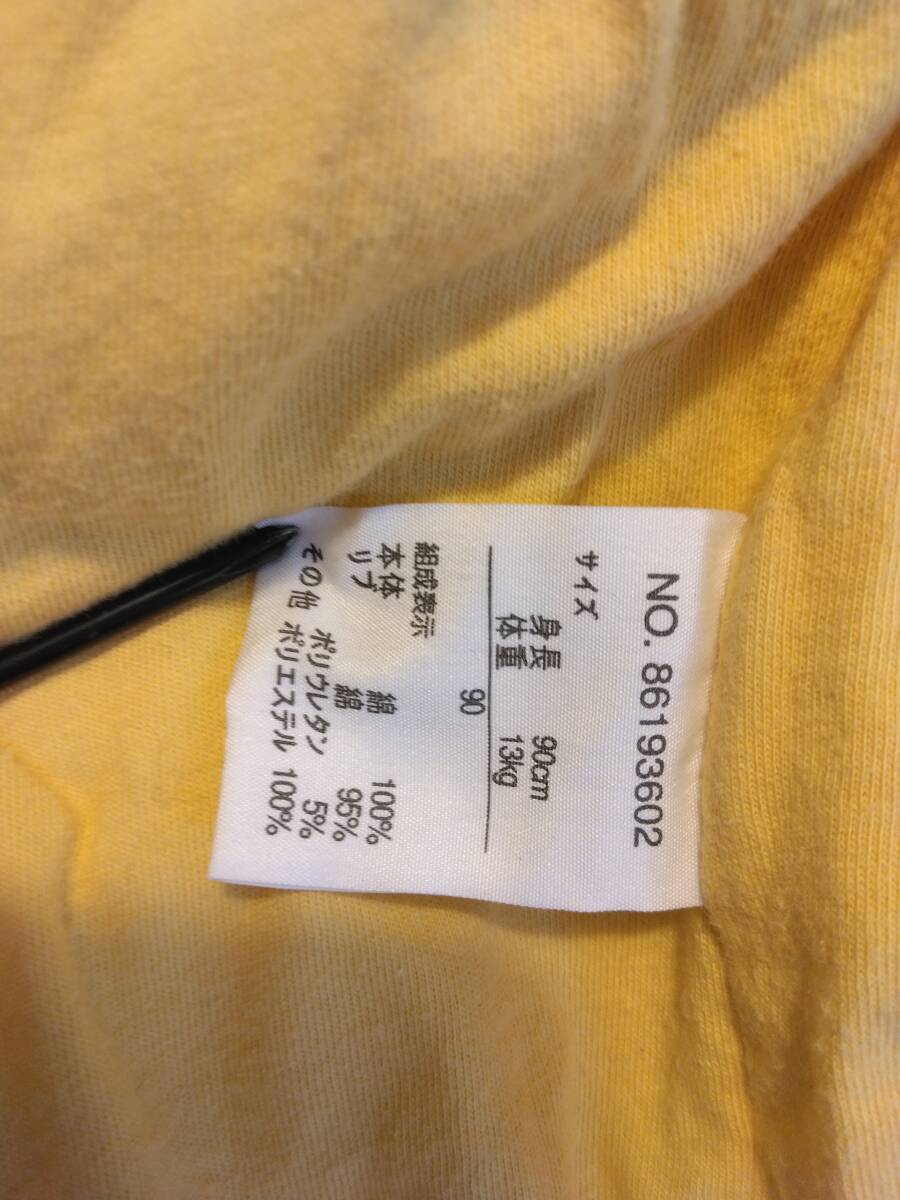 NO. 86193602
サイズ
身長 90cm
体重 13kg
90
組成表示
本体 綿 100%
リブ 綿 95%
ポリウレタン 5%
その他 ポリエステル 100%